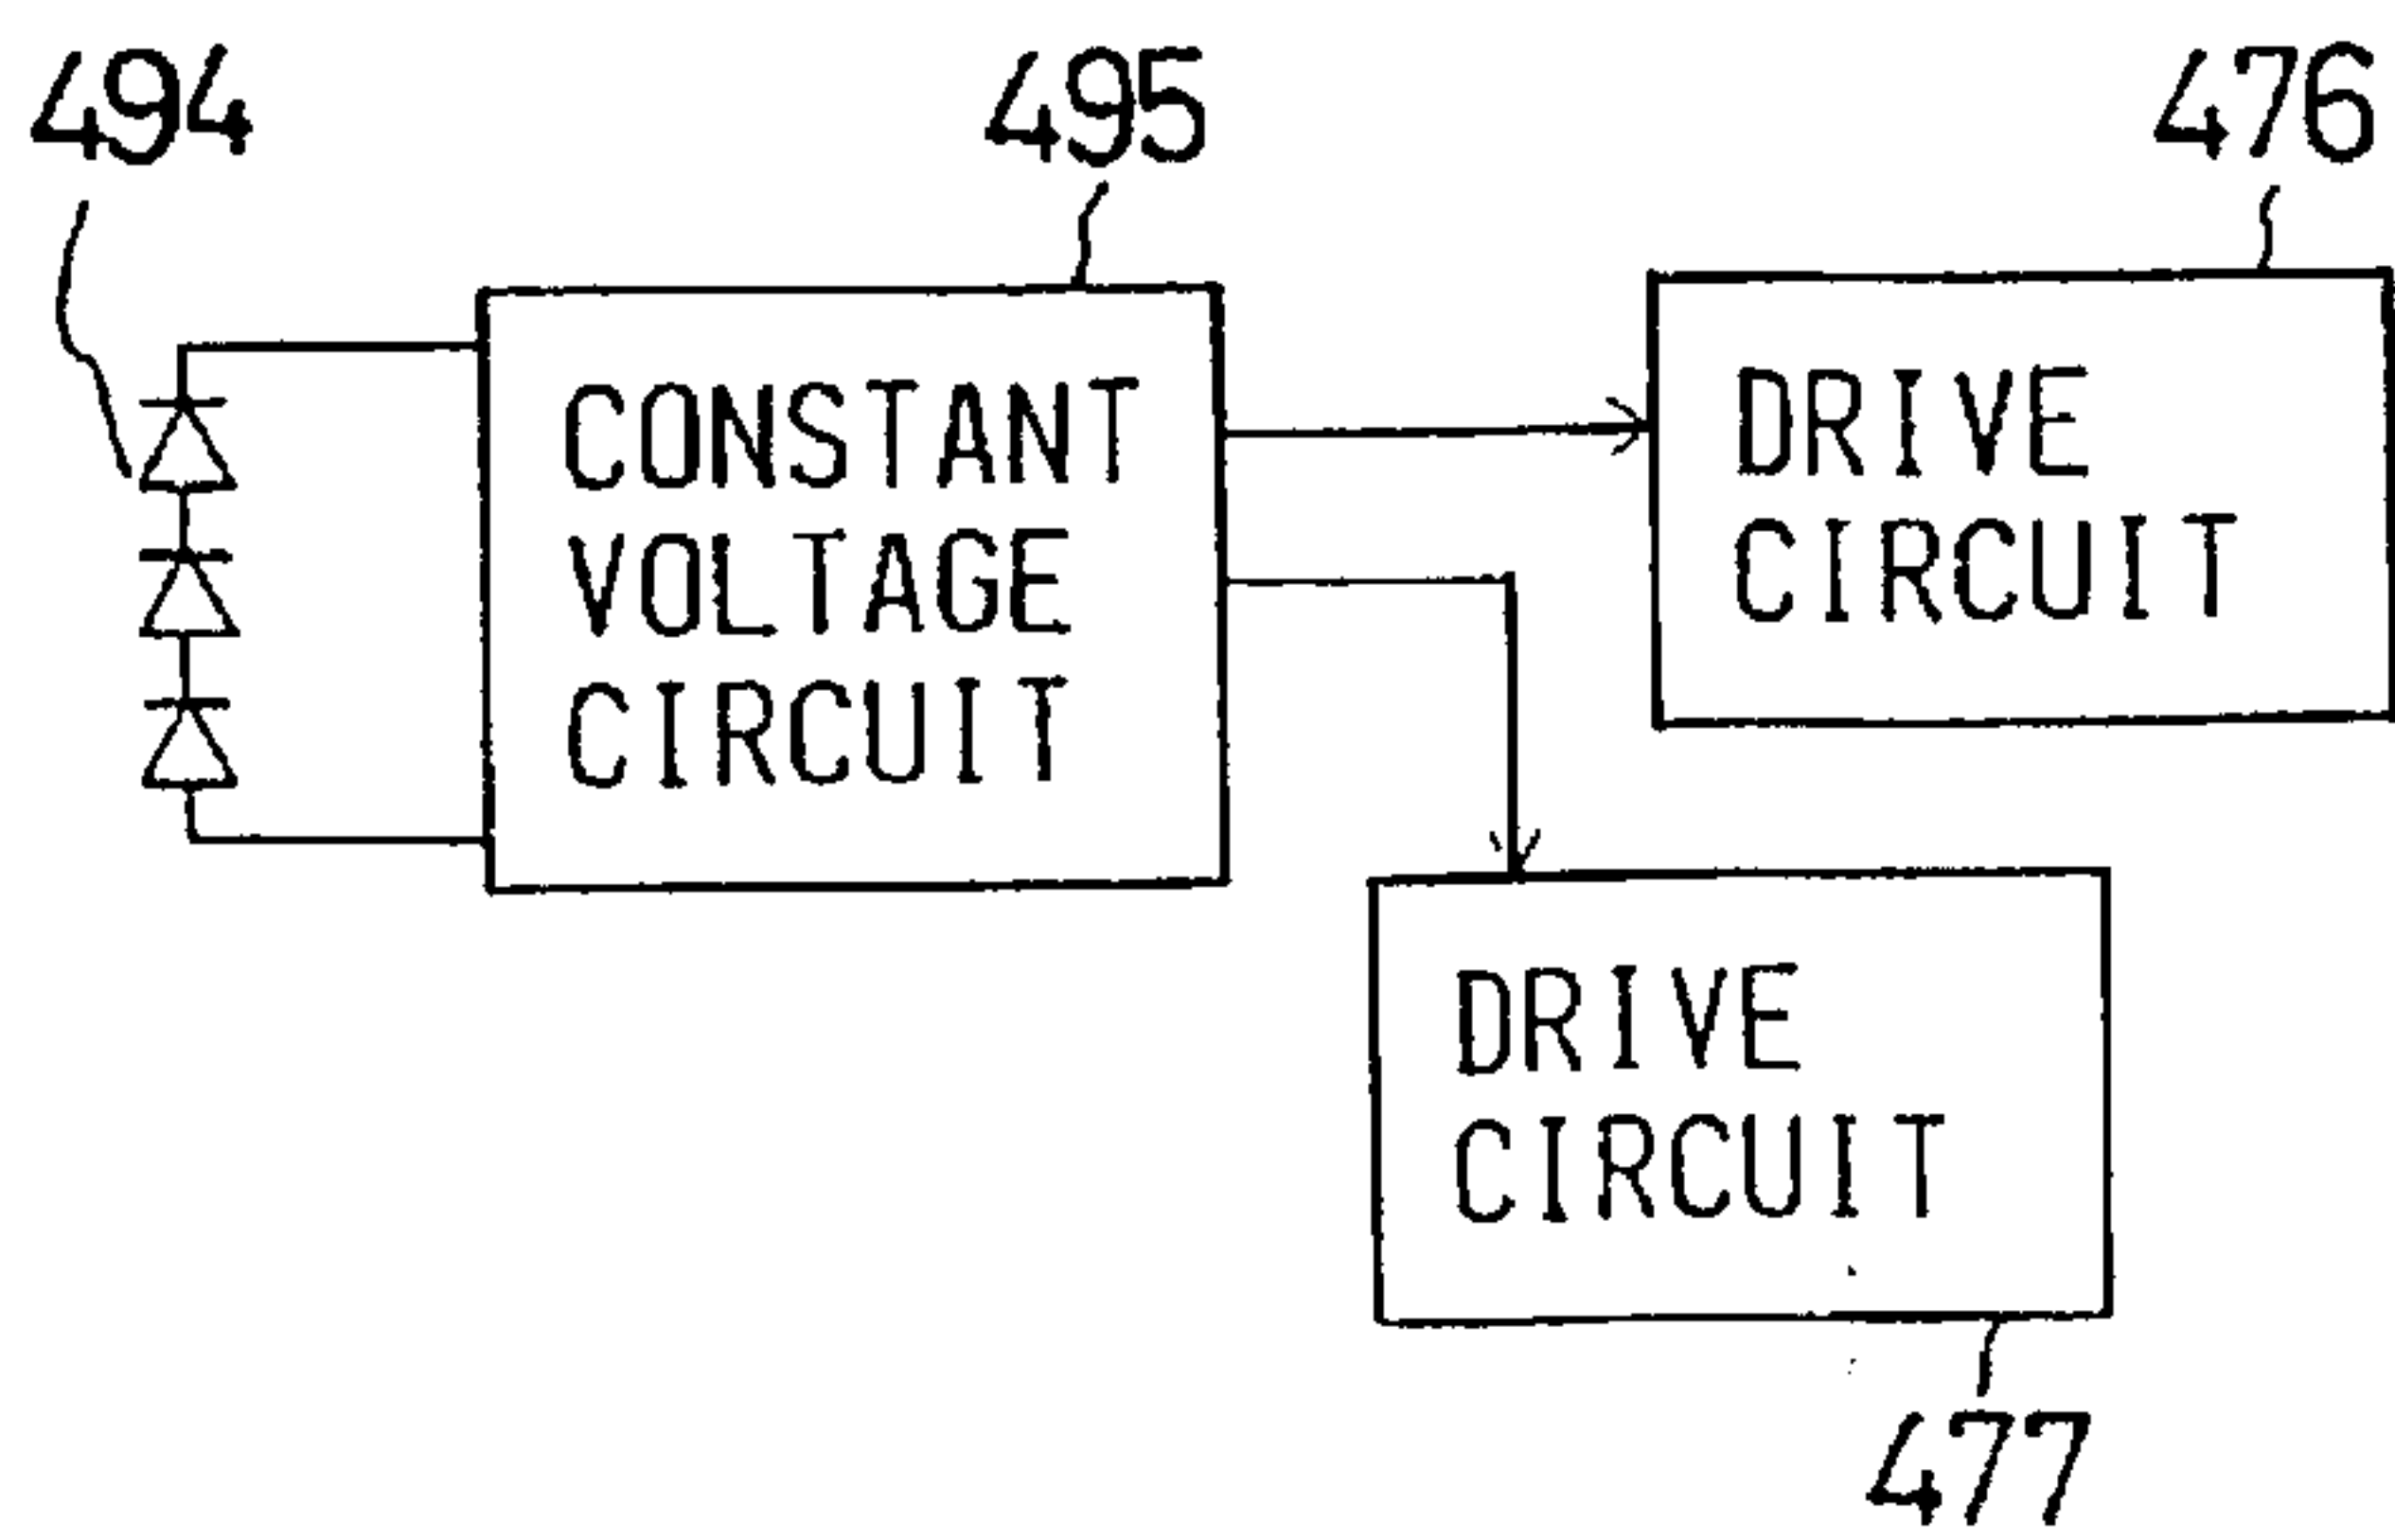 494
495
476
CONSTANT
VOLTAGE
CIRCUIT
DRIVE
CIRCUIT
DRIVE
CIRCUIT
477